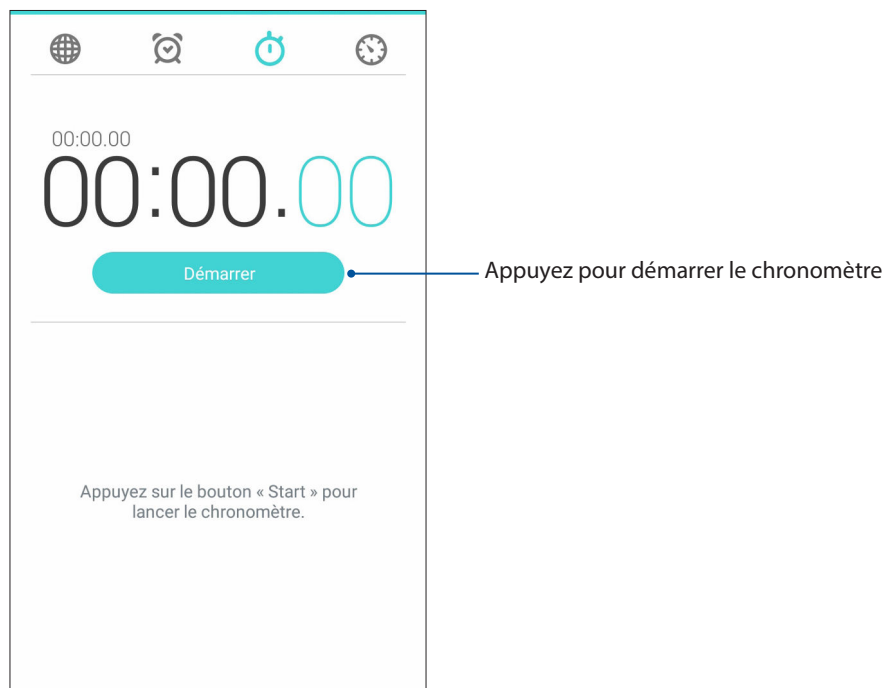 00:00.00
00:00.00
Démarrer
Appuyez pour démarrer le chronomètre
Appuyez sur le bouton « Start » pour
lancer le chronomètre.